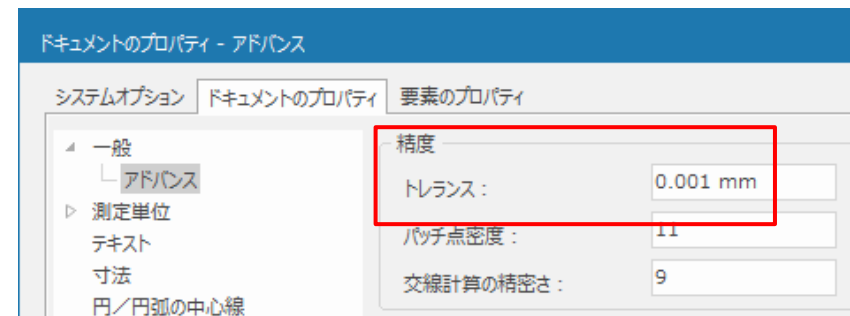 ドキュメントのプロパティ - アドバンス
システムオプション ドキュメントのプロパティ 要素のプロパティ
一般
アドバンス
測定単位
テキスト
寸法
円／円弧の中心線
精度
トレランス： 0.001 mm
パッチ点密度： 11
交線計算の精密さ： 9